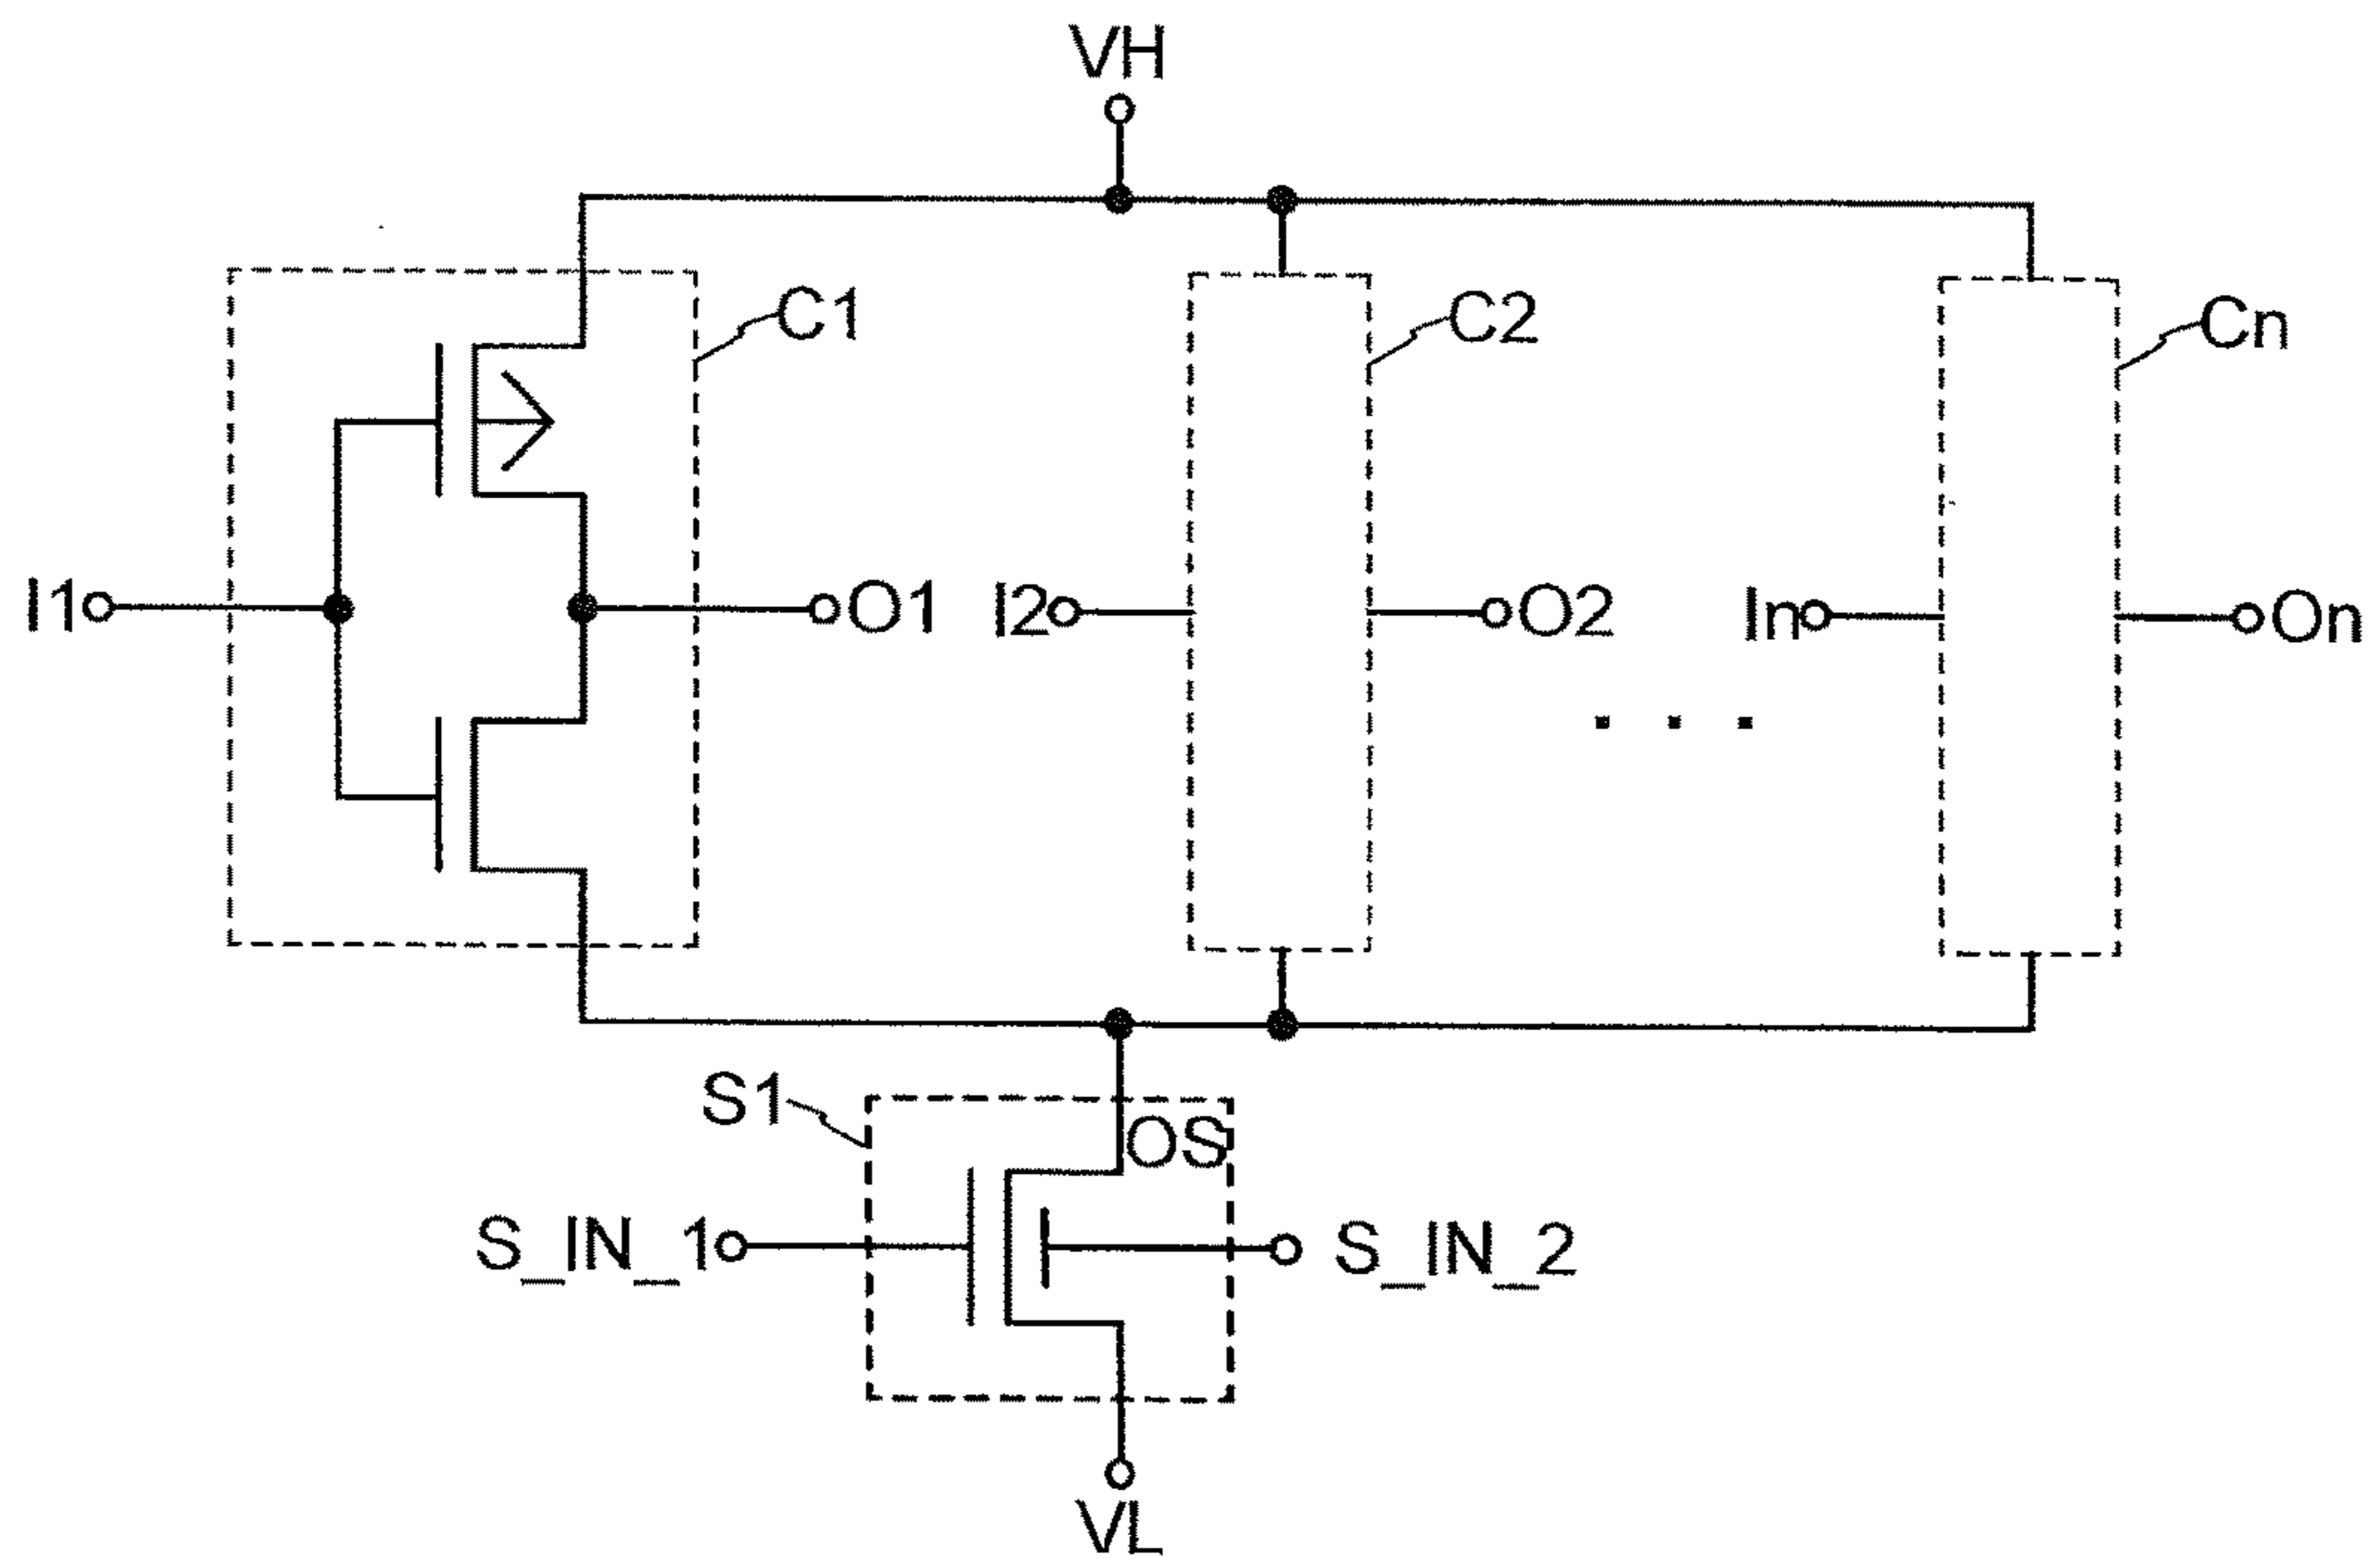 VH
C1
C2
Cn
I1
O1
I2
O2
In
On
. . .
S1
OS
S_IN_1
S_IN_2
VL